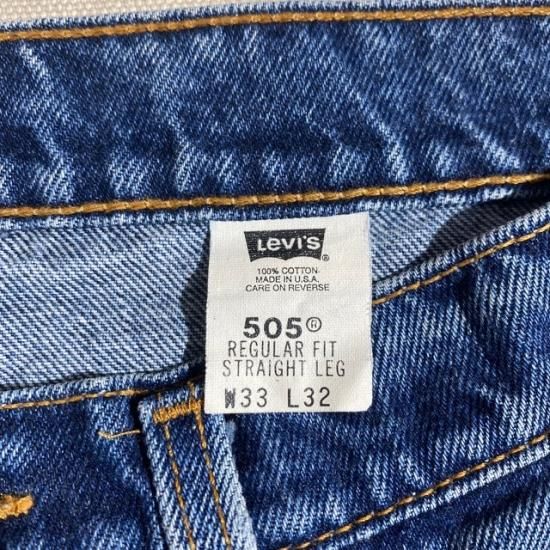 LEVI'S®
100% COTTON
MADE IN U.S.A.
CARE ON REVERSE
505®
REGULAR FIT
STRAIGHT LEG
W33 L32